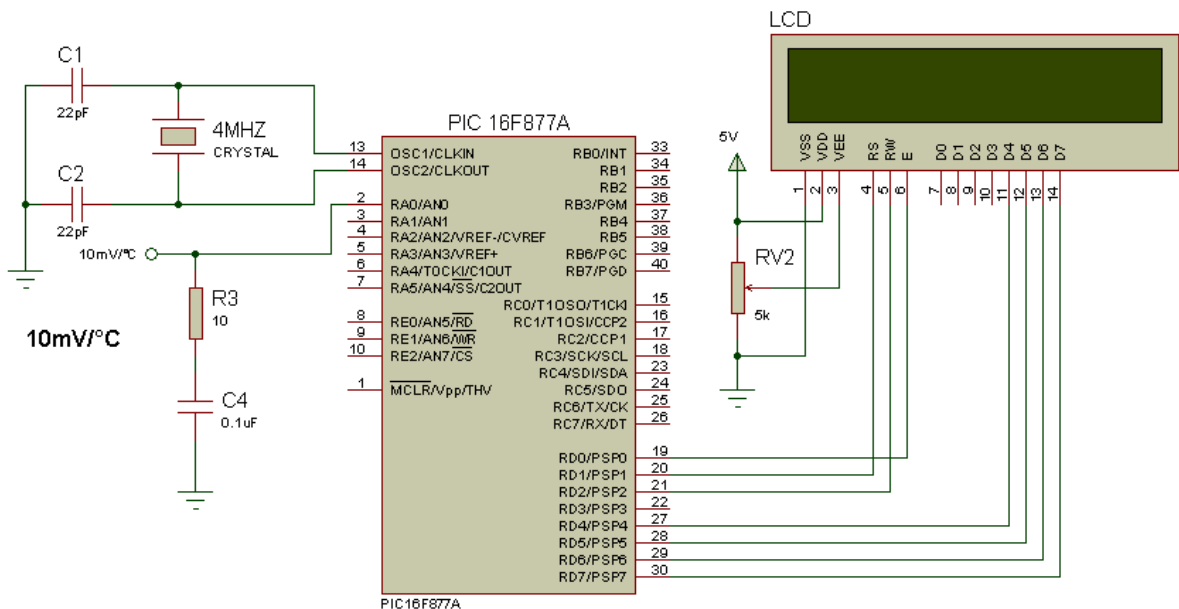 LCD
C1
22pF
4MHZ
CRYSTAL
C2
22pF
10mV/°C
R3
10
10mV/°C
C4
0.1uF
PIC 16F877A
13 OSC1/CLKIN
14 OSC2/CLKOUT
2 RA0/AN0
3 RA1/AN1
4 RA2/AN2/VREF-/CVREF
5 RA3/AN3/VREF+
6 RA4/T0CKI/C1OUT
7 RA5/AN4/SS/C2OUT
8 RE0/AN5/RD
9 RE1/AN6/WR
10 RE2/AN7/CS
1 MCLR/Vpp/THV
RB0/INT 33
RB1 34
RB2 35
RB3/PGM 36
RB4 37
RB5 38
RB6/PGC 39
RB7/PGD 40
RC0/T1OSO/T1CKI 15
RC1/T1OSI/CCP2 16
RC2/CCP1 17
RC3/SCK/SCL 18
RC4/SDI/SDA 23
RC5/SDO 24
RC6/TX/CK 25
RC7/RX/DT 26
RD0/PSP0 19
RD1/PSP1 20
RD2/PSP2 21
RD3/PSP3 22
RD4/PSP4 27
RD5/PSP5 28
RD6/PSP6 29
RD7/PSP7 30
PIC16F877A
5V
RV2
5k
VSS VDD VEE RS RW E D0 D1 D2 D3 D4 D5 D6 D7
1 2 3 4 5 6 7 8 9 10 11 12 13 14